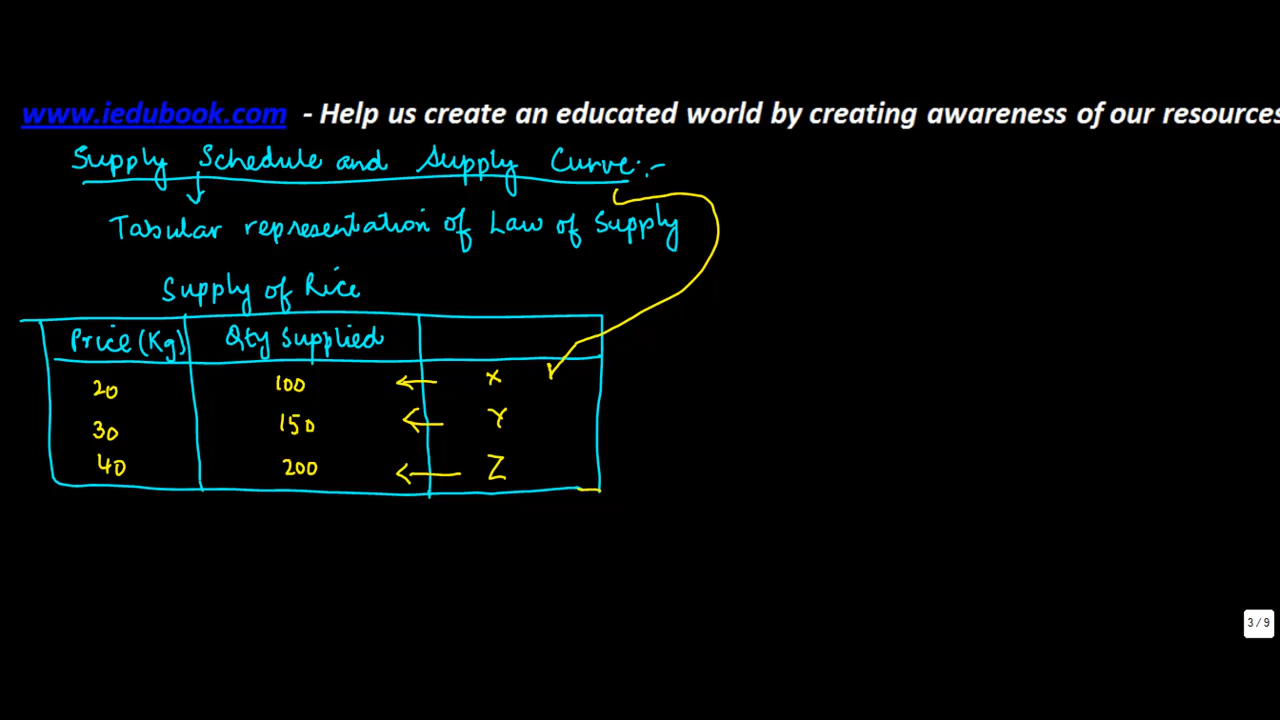 www.iedubook.com - Help us create an educated world by creating awareness of our resources
Supply Schedule and Supply Curve:-
Tabular representation of Law of Supply
Supply of Rice
Price (Kg) Qty Supplied
20 100 ← X
30 150 ← Y
40 200 ← Z
3 / 9